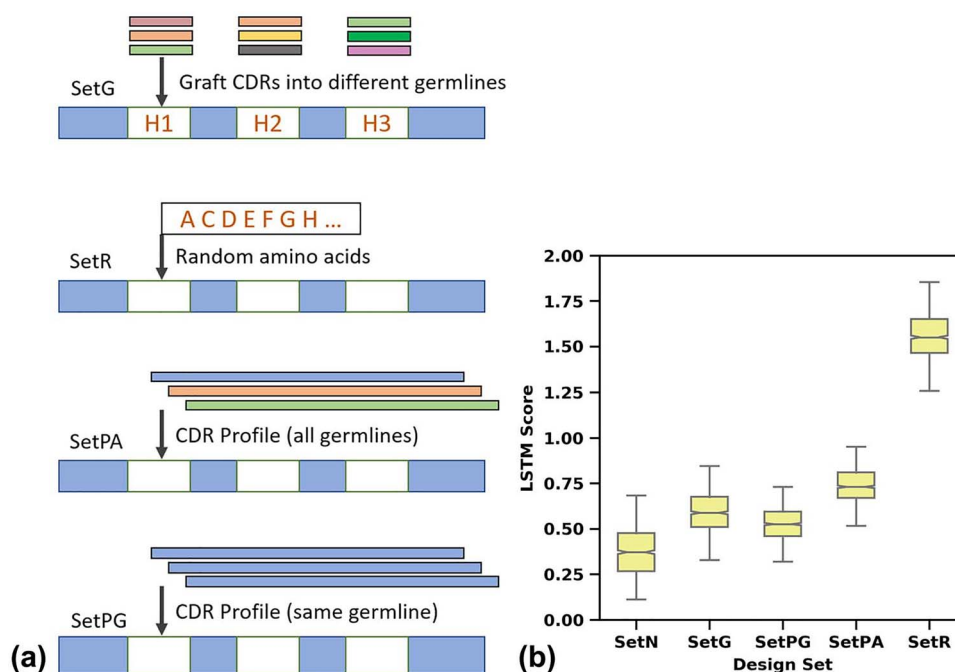 SetG
Graft CDRs into different germlines
H1 H2 H3
A C D E F G H ...
SetR
Random amino acids
SetPA
CDR Profile (all germlines)
SetPG
CDR Profile (same germline)
(a)
2.00
1.75
1.50
1.25
1.00
0.75
0.50
0.25
0.00
LSTM Score
SetN SetG SetPG SetPA SetR
Design Set
(b)